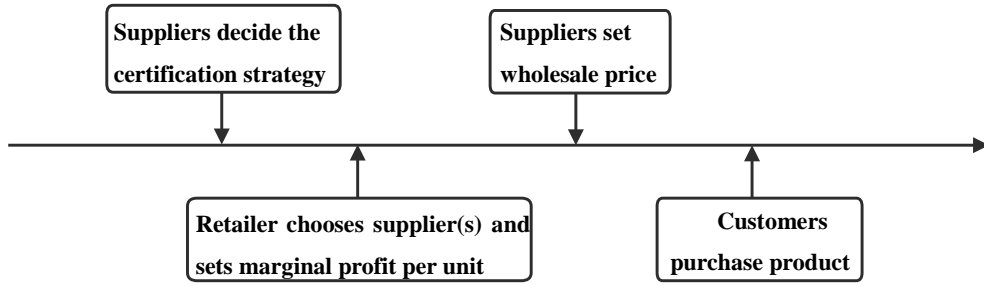 Suppliers decide the
certification strategy
Suppliers set
wholesale price
Retailer chooses supplier(s) and
sets marginal profit per unit
Customers
purchase product